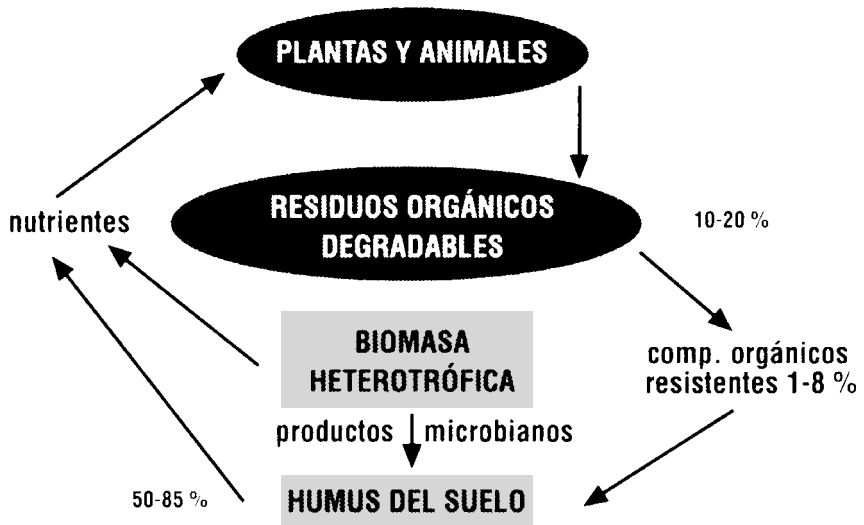 PLANTAS Y ANIMALES
nutrientes
RESIDUOS ORGÁNICOS
DEGRADABLES
10-20 %
BIOMASA
HETEROTRÓFICA
comp. orgánicos
resistentes 1-8 %
productos microbianos
50-85 %
HUMUS DEL SUELO